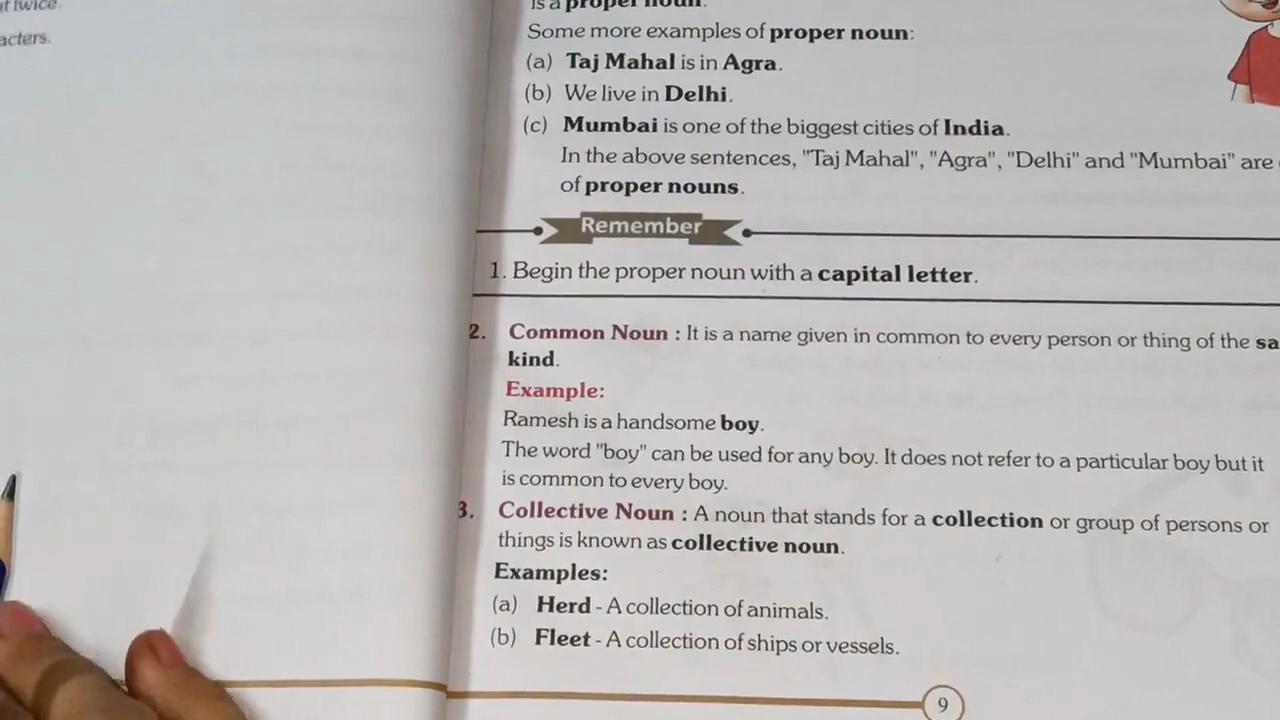 twice.
acters.
is a proper noun.
Some more examples of proper noun:
(a) Taj Mahal is in Agra.
(b) We live in Delhi.
(c) Mumbai is one of the biggest cities of India.
In the above sentences, "Taj Mahal", "Agra", "Delhi" and "Mumbai" are
of proper nouns.
Remember
1. Begin the proper noun with a capital letter.
2. Common Noun : It is a name given in common to every person or thing of the sa
kind.
Example:
Ramesh is a handsome boy.
The word "boy" can be used for any boy. It does not refer to a particular boy but it
is common to every boy.
3. Collective Noun : A noun that stands for a collection or group of persons or
things is known as collective noun.
Examples:
(a) Herd - A collection of animals.
(b) Fleet - A collection of ships or vessels.
9